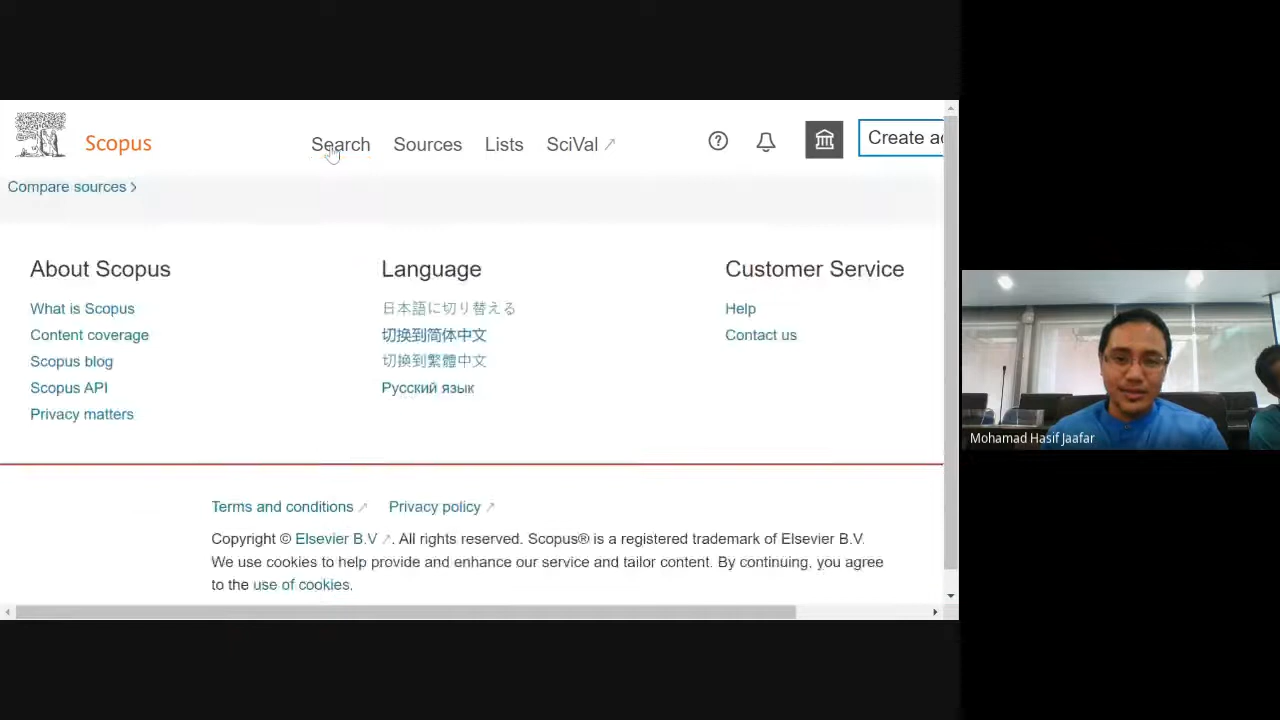 Scopus
Search Sources Lists SciVal ↗
Create ac
Compare sources >
About Scopus
What is Scopus
Content coverage
Scopus blog
Scopus API
Privacy matters
Language
日本語に切り替える
切换到简体中文
切換到繁體中文
Русский язык
Customer Service
Help
Contact us
Terms and conditions ↗ Privacy policy ↗
Copyright © Elsevier B.V ↗. All rights reserved. Scopus® is a registered trademark of Elsevier B.V.
We use cookies to help provide and enhance our service and tailor content. By continuing, you agree
to the use of cookies.
Mohamad Hasif Jaafar